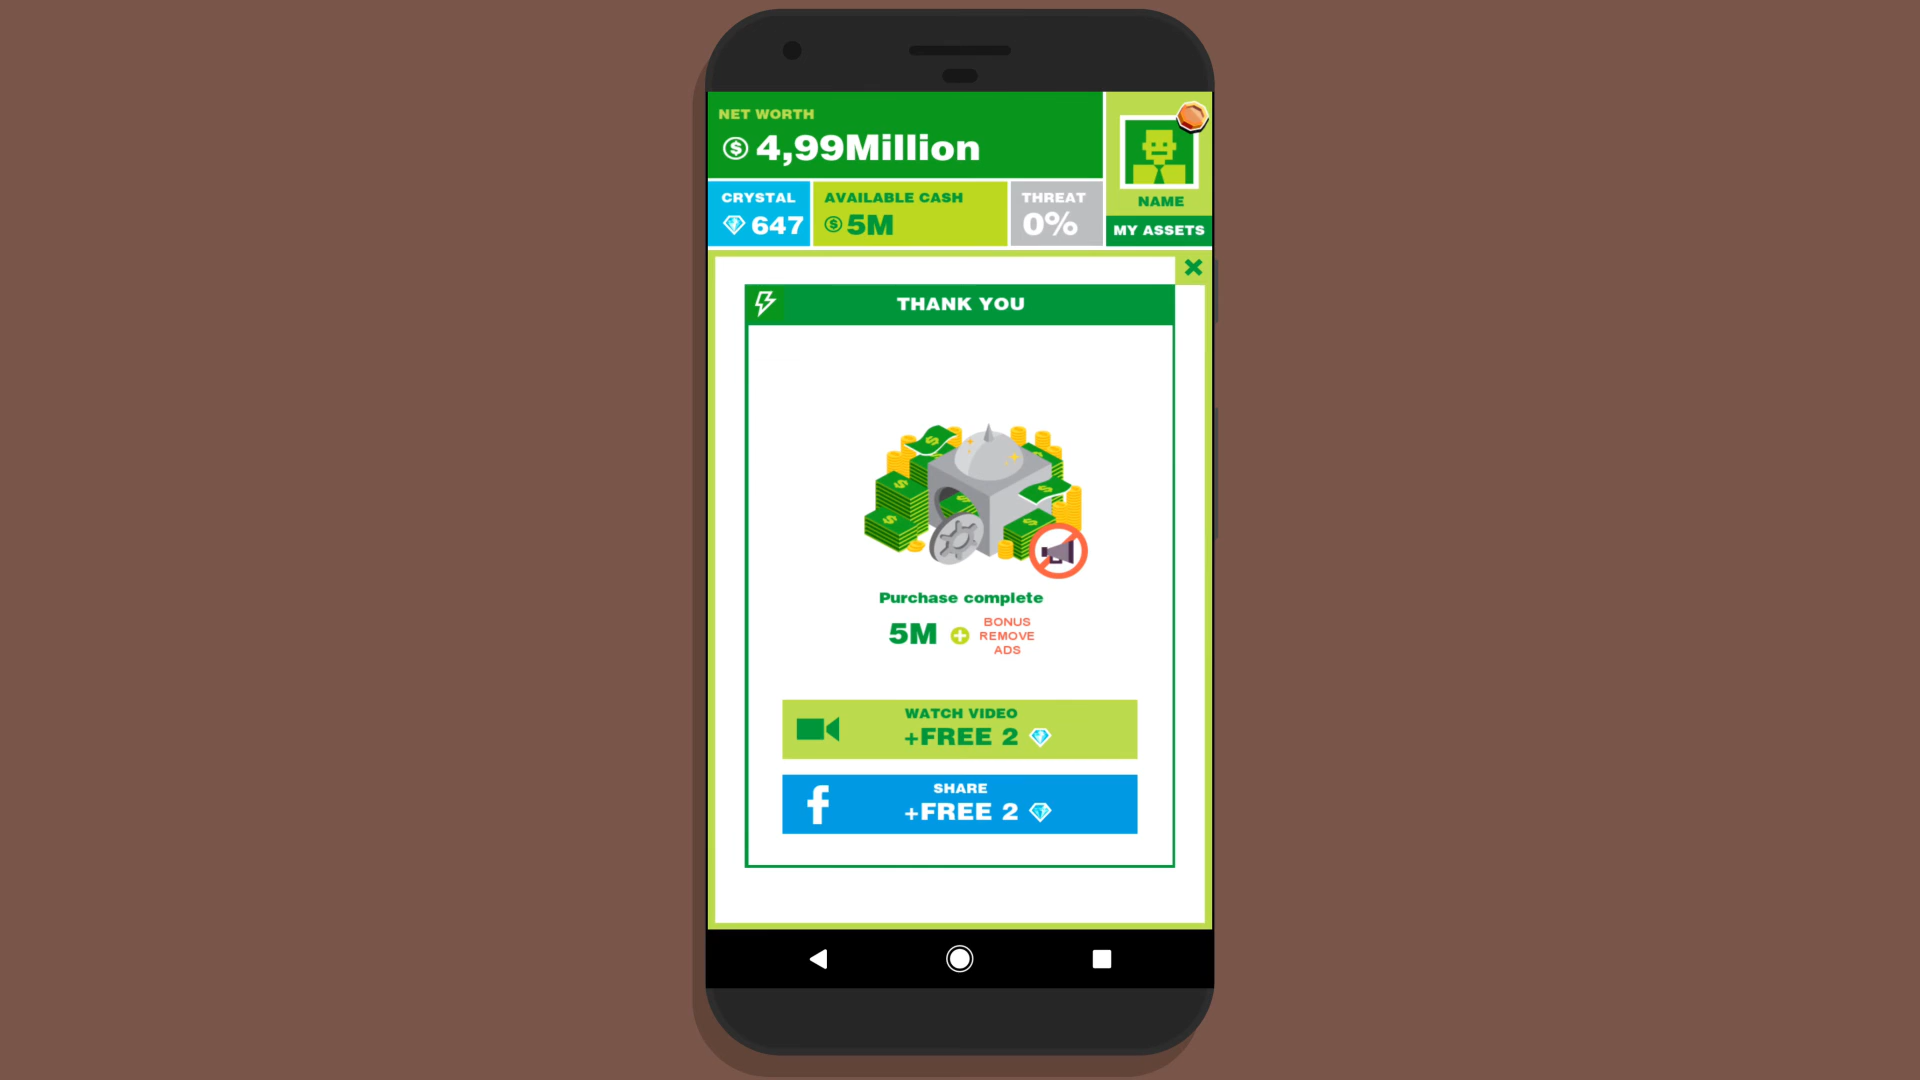 NET WORTH
4,99Million
CRYSTAL
647
AVAILABLE CASH
5M
THREAT
0%
NAME
MY ASSETS
THANK YOU
Purchase complete
5M
BONUS
REMOVE
ADS
WATCH VIDEO
+FREE 2
SHARE
+FREE 2